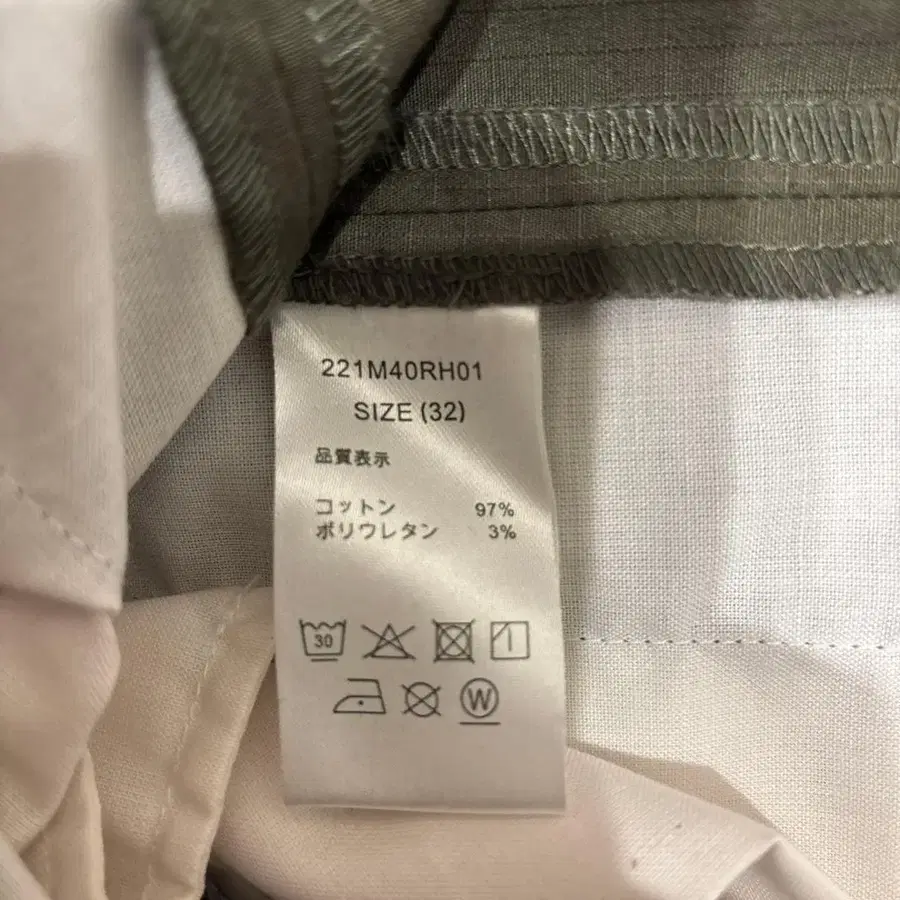 221M40RH01
SIZE (32)
品質表示
コットン 97%
ポリウレタン 3%
30
W